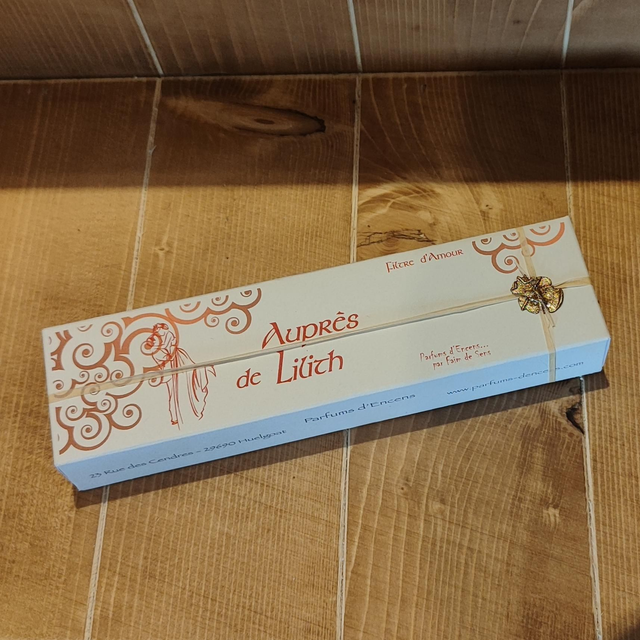 Filtre d'Amour
Auprès
de Lilith
Parfums d'Encens...
par Faim de Sens
23 Rue des Cendres - 29690 Huelgoat
Parfums d'Encens
www.parfums-dencens.com